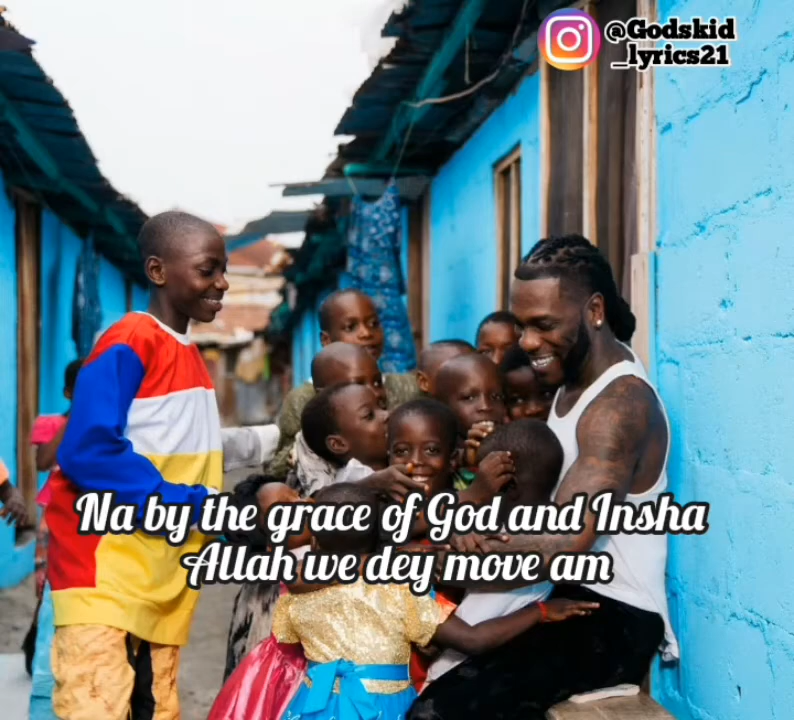 @Godskid
_lyrics21
Na by the grace of God and Insha
Allah we dey move am